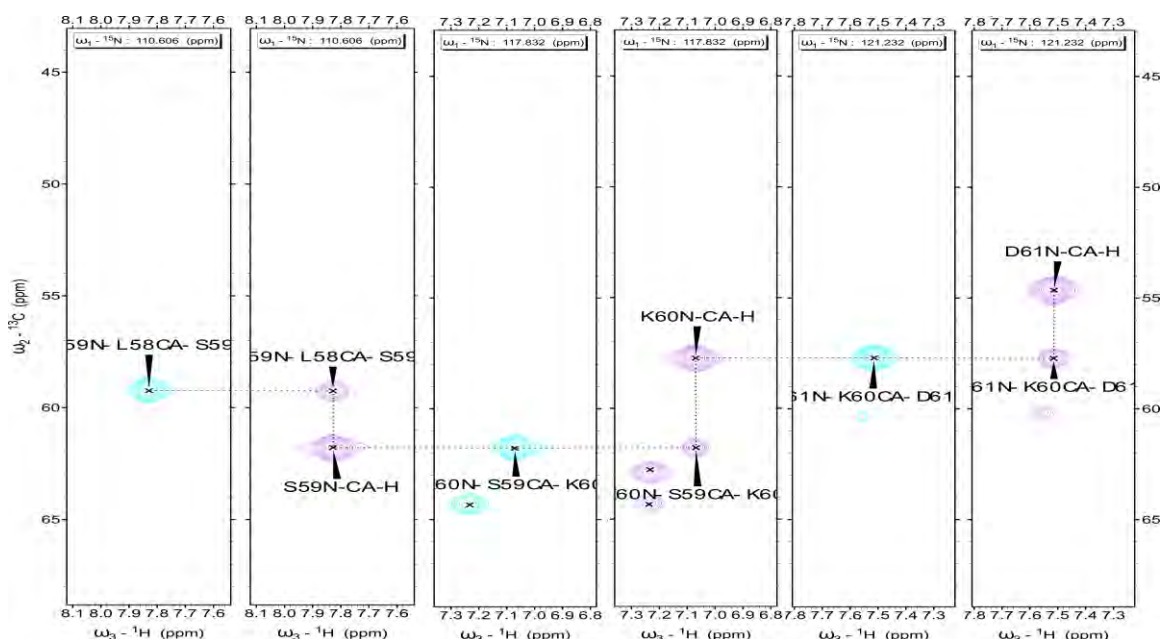 8.1 8.0 7.9 7.8 7.7 7.6
8.1 8.0 7.9 7.8 7.7 7.6
7.3 7.2 7.1 7.0 6.9 6.8
7.3 7.2 7.1 7.0 6.9 6.8
7.8 7.7 7.6 7.5 7.4 7.3
7.8 7.7 7.6 7.5 7.4 7.3
ω1 - 15N : 110.606 (ppm)
ω1 - 15N : 110.606 (ppm)
ω1 - 15N : 117.832 (ppm)
ω1 - 15N : 117.832 (ppm)
ω1 - 15N : 121.232 (ppm)
ω1 - 15N : 121.232 (ppm)
45
50
55
60
65
ω2 - 13C (ppm)
59N- L58CA- S59
59N- L58CA- S59
S59N-CA-H
60N- S59CA- K60
K60N-CA-H
60N- S59CA- K60
61N- K60CA- D61
D61N-CA-H
61N- K60CA- D61
45
50
55
60
65
8.1 8.0 7.9 7.8 7.7 7.6
8.1 8.0 7.9 7.8 7.7 7.6
7.3 7.2 7.1 7.0 6.9 6.8
7.3 7.2 7.1 7.0 6.9 6.8
7.8 7.7 7.6 7.5 7.4 7.3
7.8 7.7 7.6 7.5 7.4 7.3
ω3 - 1H (ppm)
ω3 - 1H (ppm)
1H (ppm)
1H (ppm)
ω3 - 1H (ppm)
1H (ppm)